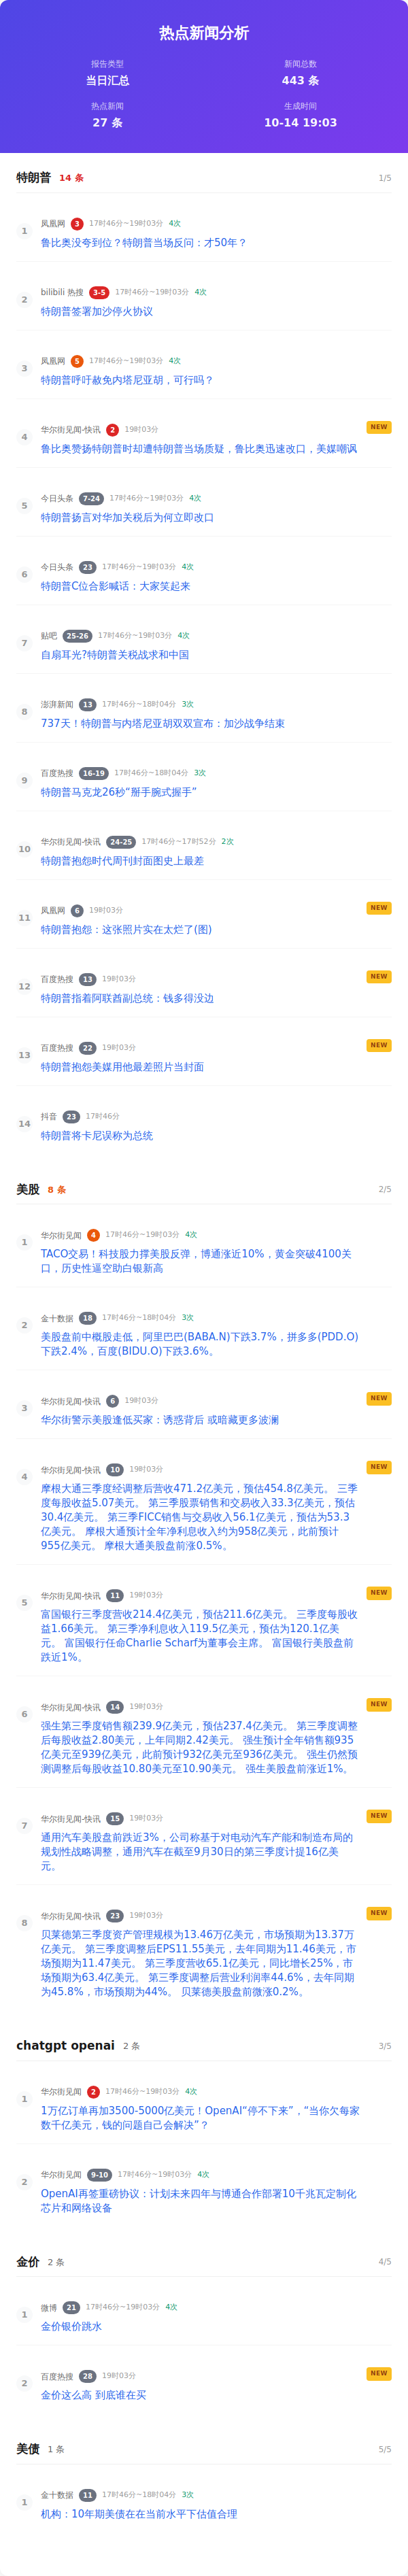 热点新闻分析
报告类型
新闻总数
当日汇总
443 条
热点新闻
生成时间
27 条
10-14 19:03
特朗普 14 条 1/5
1 凤凰网 3 17时46分~19时03分 4次
鲁比奥没夸到位？特朗普当场反问：才50年？
2 bilibili 热搜 3-5 17时46分~19时03分 4次
特朗普签署加沙停火协议
3 凤凰网 5 17时46分~19时03分 4次
特朗普呼吁赦免内塔尼亚胡，可行吗？
4 华尔街见闻-快讯 2 19时03分 NEW
鲁比奥赞扬特朗普时却遭特朗普当场质疑，鲁比奥迅速改口，美媒嘲讽
5 今日头条 7-24 17时46分~19时03分 4次
特朗普扬言对华加关税后为何立即改口
6 今日头条 23 17时46分~19时03分 4次
特朗普C位合影喊话：大家笑起来
7 贴吧 25-26 17时46分~19时03分 4次
自扇耳光?特朗普关税战求和中国
8 澎湃新闻 13 17时46分~18时04分 3次
737天！特朗普与内塔尼亚胡双双宣布：加沙战争结束
9 百度热搜 16-19 17时46分~18时04分 3次
特朗普马克龙26秒“掰手腕式握手”
10 华尔街见闻-快讯 24-25 17时46分~17时52分 2次
特朗普抱怨时代周刊封面图史上最差
11 凤凰网 6 19时03分 NEW
特朗普抱怨：这张照片实在太烂了(图)
12 百度热搜 13 19时03分 NEW
特朗普指着阿联酋副总统：钱多得没边
13 百度热搜 22 19时03分 NEW
特朗普抱怨美媒用他最差照片当封面
14 抖音 23 17时46分
特朗普将卡尼误称为总统
美股 8 条 2/5
1 华尔街见闻 4 17时46分~19时03分 4次
TACO交易！科技股力撑美股反弹，博通涨近10%，黄金突破4100关
口，历史性逼空助白银新高
2 金十数据 18 17时46分~18时04分 3次
美股盘前中概股走低，阿里巴巴(BABA.N)下跌3.7%，拼多多(PDD.O)
下跌2.4%，百度(BIDU.O)下跌3.6%。
3 华尔街见闻-快讯 6 19时03分 NEW
华尔街警示美股逢低买家：诱惑背后 或暗藏更多波澜
4 华尔街见闻-快讯 10 19时03分 NEW
摩根大通三季度经调整后营收471.2亿美元，预估454.8亿美元。 三季
度每股收益5.07美元。 第三季股票销售和交易收入33.3亿美元，预估
30.4亿美元。 第三季FICC销售与交易收入56.1亿美元，预估为53.3
亿美元。 摩根大通预计全年净利息收入约为958亿美元，此前预计
955亿美元。 摩根大通美股盘前涨0.5%。
5 华尔街见闻-快讯 11 19时03分 NEW
富国银行三季度营收214.4亿美元，预估211.6亿美元。 三季度每股收
益1.66美元。 第三季净利息收入119.5亿美元，预估为120.1亿美
元。 富国银行任命Charlie Scharf为董事会主席。 富国银行美股盘前
跌近1%。
6 华尔街见闻-快讯 14 19时03分 NEW
强生第三季度销售额239.9亿美元，预估237.4亿美元。 第三季度调整
后每股收益2.80美元，上年同期2.42美元。 强生预计全年销售额935
亿美元至939亿美元，此前预计932亿美元至936亿美元。 强生仍然预
测调整后每股收益10.80美元至10.90美元。 强生美股盘前涨近1%。
7 华尔街见闻-快讯 15 19时03分 NEW
通用汽车美股盘前跌近3%，公司称基于对电动汽车产能和制造布局的
规划性战略调整，通用汽车在截至9月30日的第三季度计提16亿美
元。
8 华尔街见闻-快讯 23 19时03分 NEW
贝莱德第三季度资产管理规模为13.46万亿美元，市场预期为13.37万
亿美元。 第三季度调整后EPS11.55美元，去年同期为11.46美元，市
场预期为11.47美元。 第三季度营收65.1亿美元，同比增长25%，市
场预期为63.4亿美元。 第三季度调整后营业利润率44.6%，去年同期
为45.8%，市场预期为44%。 贝莱德美股盘前微涨0.2%。
chatgpt openai 2 条 3/5
1 华尔街见闻 2 17时46分~19时03分 4次
1万亿订单再加3500-5000亿美元！OpenAI“停不下来”，“当你欠每家
数千亿美元，钱的问题自己会解决”？
2 华尔街见闻 9-10 17时46分~19时03分 4次
OpenAI再签重磅协议：计划未来四年与博通合作部署10千兆瓦定制化
芯片和网络设备
金价 2 条 4/5
1 微博 21 17时46分~19时03分 4次
金价银价跳水
2 百度热搜 28 19时03分 NEW
金价这么高 到底谁在买
美债 1 条 5/5
1 金十数据 11 17时46分~18时04分 3次
机构：10年期美债在在当前水平下估值合理